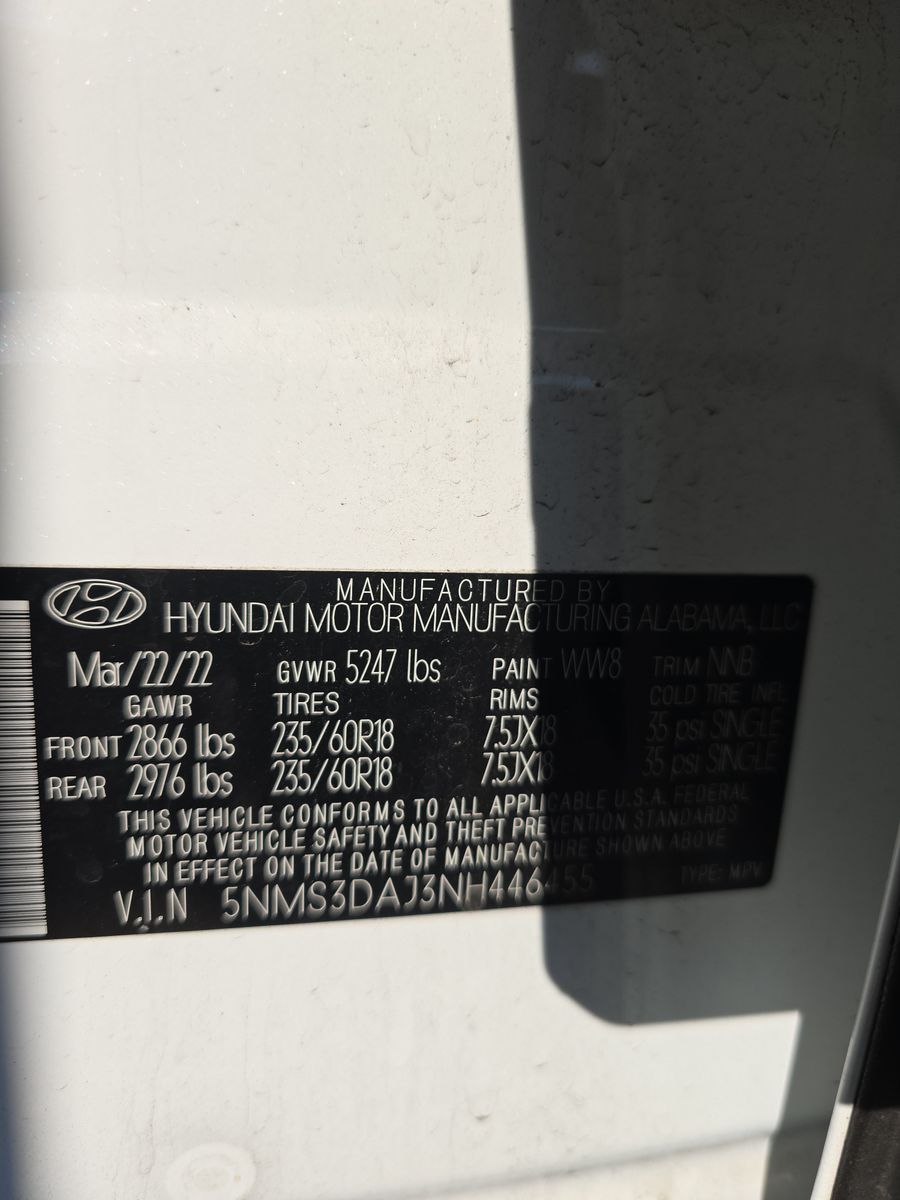 MANUFACTURED BY
HYUNDAI MOTOR MANUFACTURING ALABAMA, LLC
Mar/22/22 GVWR 5247 lbs PAINT WW8 TRIM NNB
GAWR TIRES RIMS COLD TIRE INFL
FRONT 2866 lbs 235/60R18 7.5JX18 35 psi SINGLE
REAR 2976 lbs 235/60R18 7.5JX18 35 psi SINGLE
THIS VEHICLE CONFORMS TO ALL APPLICABLE U.S.A. FEDERAL
MOTOR VEHICLE SAFETY AND THEFT PREVENTION STANDARDS
IN EFFECT ON THE DATE OF MANUFACTURE SHOWN ABOVE
V.I.N 5NMS3DAJ3NH446455 TYPE: MPV